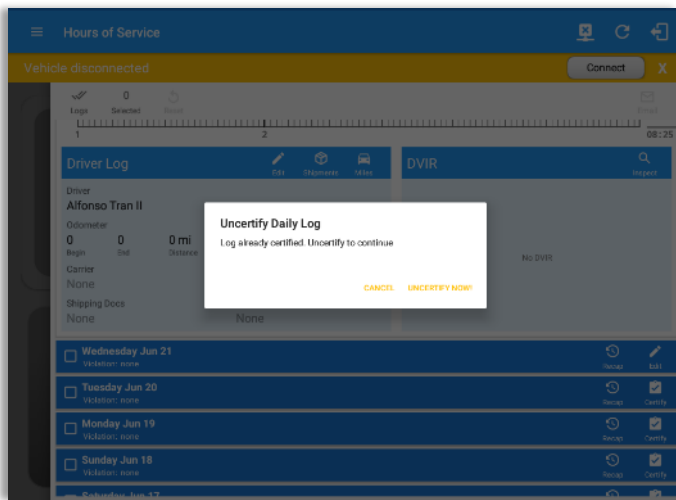 Hours of Service
Vehicle disconnected
Connect X
0
Logs Selected Reset Email
1 2 08:25
Driver Log
Edit Shipments Miles
DVIR
Inspect
Driver
Alfonso Tran II
Odometer
0 0 0 mi
Begin End Distance
Carrier
None
Shipping Docs
None None
No DVIR
Uncertify Daily Log
Log already certified. Uncertify to continue
CANCEL UNCERTIFY NOW!
Wednesday Jun 21
Violation: none
Recap Edit
Tuesday Jun 20
Violation: none
Recap Certify
Monday Jun 19
Violation: none
Recap Certify
Sunday Jun 18
Violation: none
Recap Certify
Saturday Jun 17